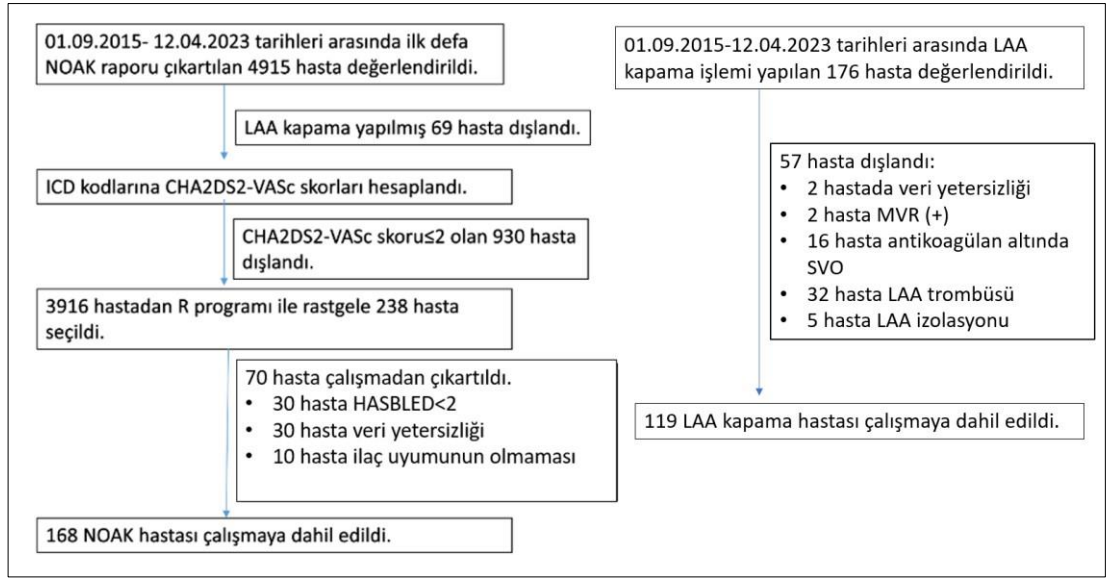 01.09.2015- 12.04.2023 tarihleri arasında ilk defa
NOAK raporu çıkartılan 4915 hasta değerlendirildi.
LAA kapama yapılmış 69 hasta dışlandı.
ICD kodlarına CHA2DS2-VASc skorları hesaplandı.
CHA2DS2-VASc skoru≤2 olan 930 hasta
dışlandı.
3916 hastadan R programı ile rastgele 238 hasta
seçildi.
70 hasta çalışmadan çıkartıldı.
• 30 hasta HASBLED<2
• 30 hasta veri yetersizliği
• 10 hasta ilaç uyumunun olmaması
168 NOAK hastası çalışmaya dahil edildi.
01.09.2015-12.04.2023 tarihleri arasında LAA
kapama işlemi yapılan 176 hasta değerlendirildi.
57 hasta dışlandı:
• 2 hastada veri yetersizliği
• 2 hasta MVR (+)
• 16 hasta antikoagülan altında
SVO
• 32 hasta LAA trombüsü
• 5 hasta LAA izolasyonu
119 LAA kapama hastası çalışmaya dahil edildi.